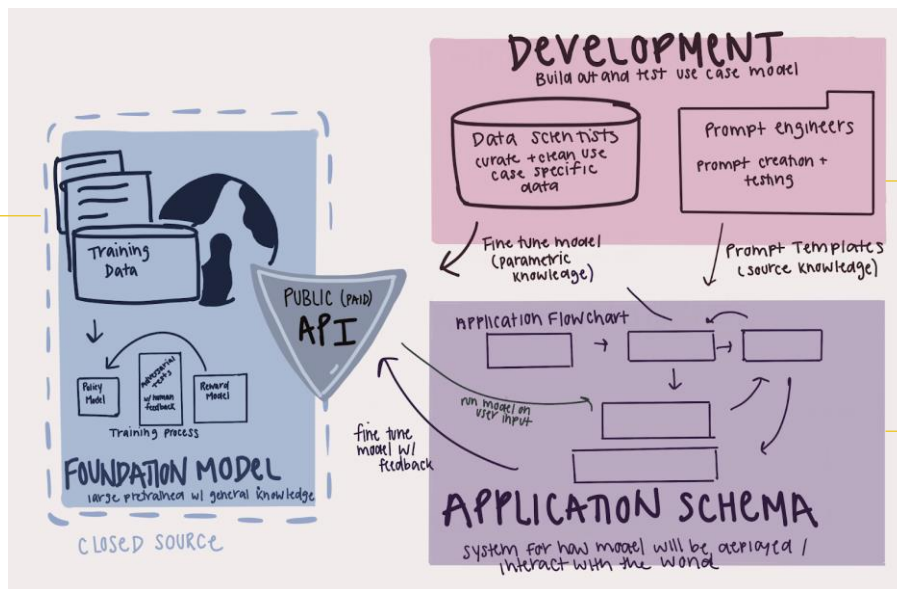 DEVELOPMENT
Build out and test use case model
Data scientists
curate + clean use
case specific
data
Prompt engineers
prompt creation +
testing
Training
Data
PUBLIC (PAID)
API
Fine tune model
(parametric
knowledge)
Prompt Templates
(source knowledge)
Application Flowchart
Policy
Model
Adversarial
Tests
w/ human
feedback
Reward
Model
Training process
run model on
user input
fine tune
model w/
feedback
FOUNDATION MODEL
large pretrained w/ general knowledge
CLOSED SOURCE
APPLICATION SCHEMA
system for how model will be deployed /
interact with the world